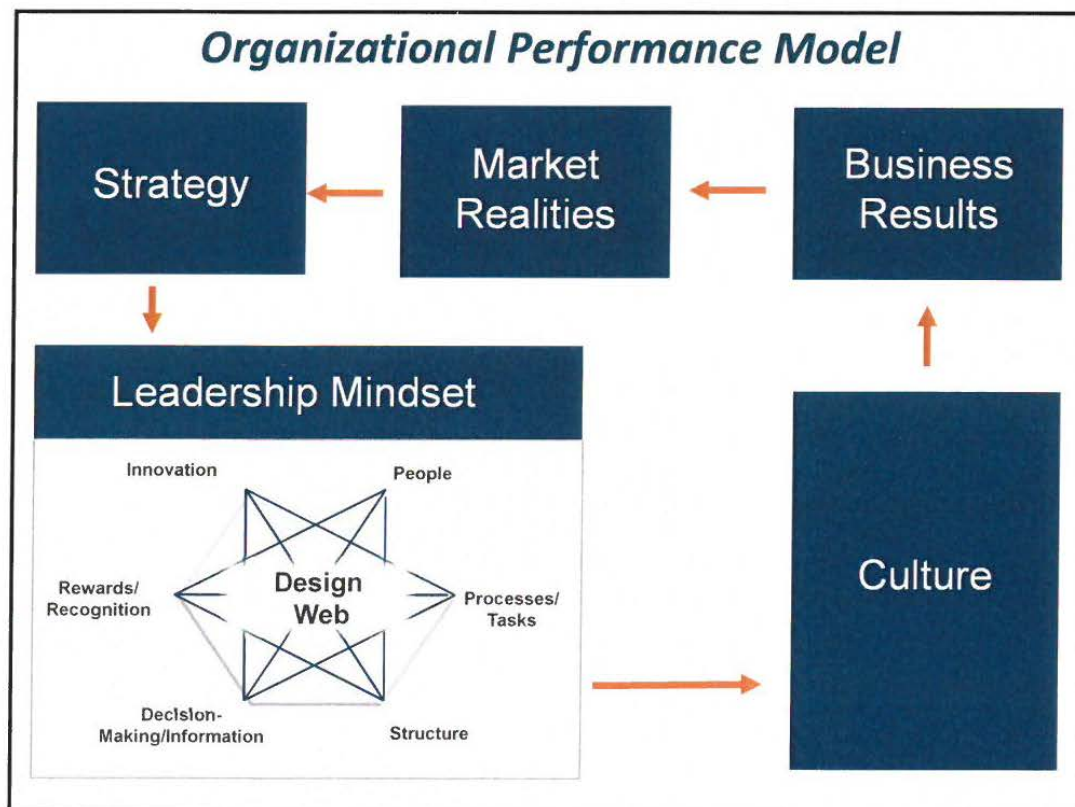 Organizational Performance Model
Strategy
Market
Realities
Business
Results
Leadership Mindset
Innovation
People
Rewards/
Recognition
Design
Web
Processes/
Tasks
Decision-
Making/Information
Structure
Culture